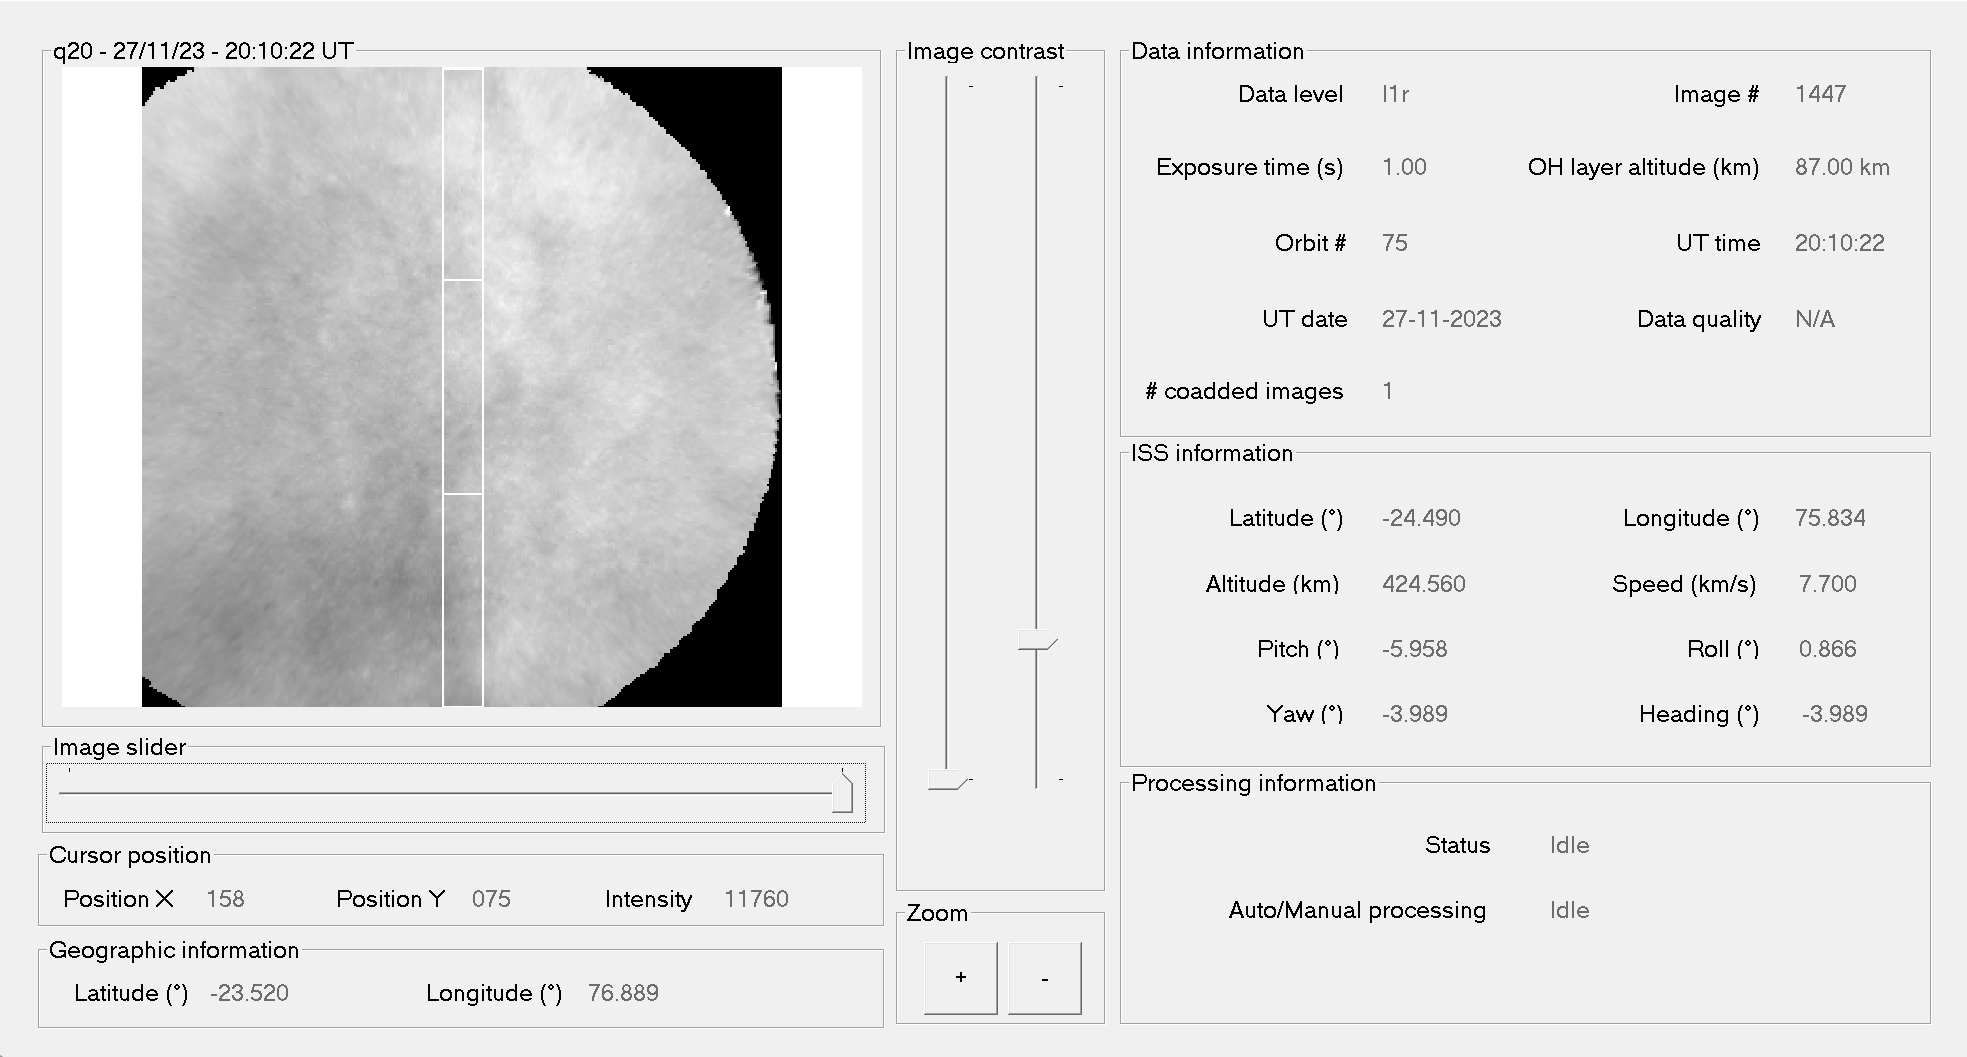 q20 - 27/11/23 - 20:10:22 UT
Image slider
Cursor position
Position X 158 Position Y 075 Intensity 11760
Geographic information
Latitude (°) -23.520 Longitude (°) 76.889
Image contrast
Zoom
+ -
Data information
Data level l1r Image # 1447
Exposure time (s) 1.00 OH layer altitude (km) 87.00 km
Orbit # 75 UT time 20:10:22
UT date 27-11-2023 Data quality N/A
# coadded images 1
ISS information
Latitude (°) -24.490 Longitude (°) 75.834
Altitude (km) 424.560 Speed (km/s) 7.700
Pitch (°) -5.958 Roll (°) 0.866
Yaw (°) -3.989 Heading (°) -3.989
Processing information
Status Idle
Auto/Manual processing Idle